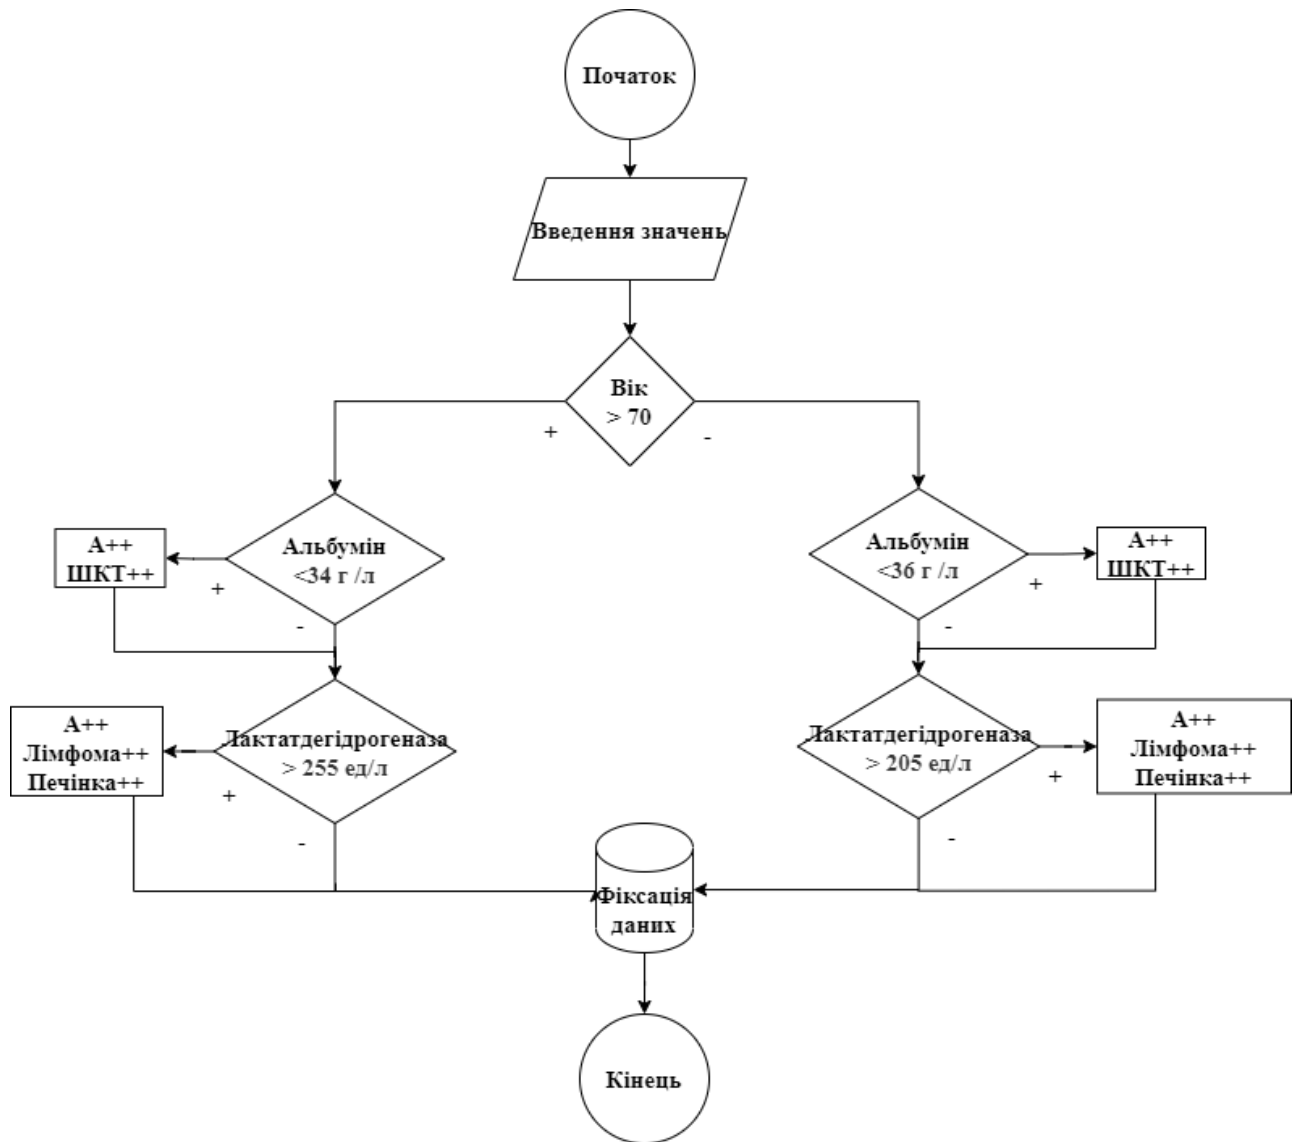 Початок
Введення значень
Вік
> 70
+
-
Альбумін
<34 г /л
+
-
А++
ШКТ++
Альбумін
<36 г /л
+
-
А++
ШКТ++
Лактатдегідрогеназа
> 255 ед/л
+
-
А++
Лімфома++
Печінка++
Лактатдегідрогеназа
> 205 ед/л
+
-
А++
Лімфома++
Печінка++
Фіксація
даних
Кінець